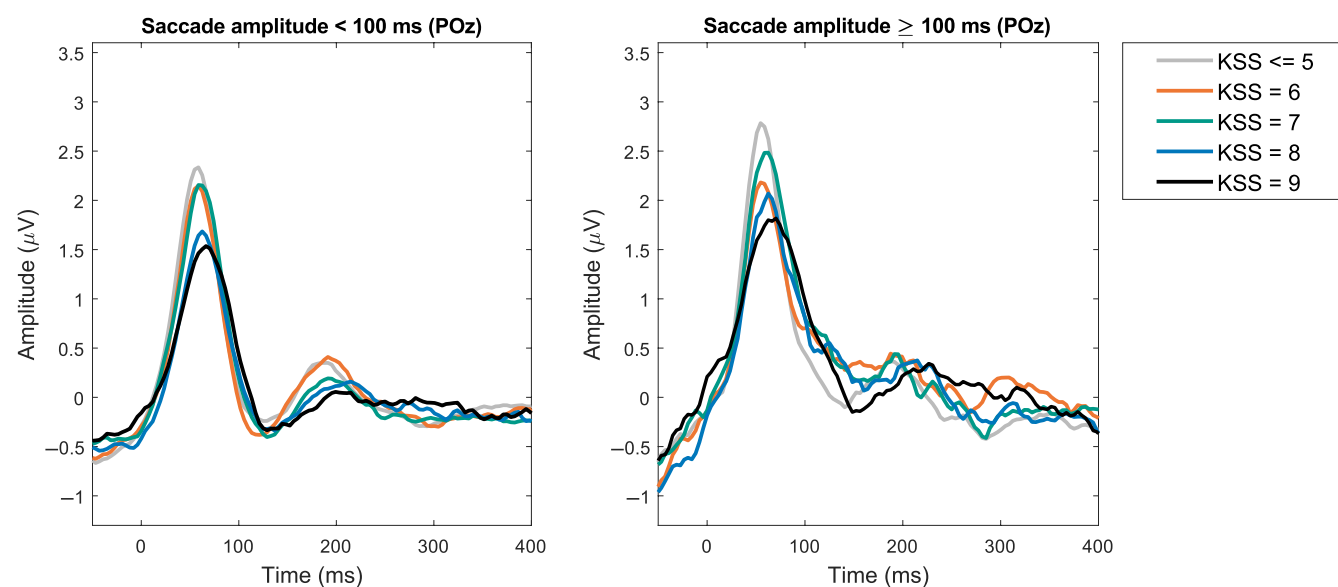 Saccade amplitude < 100 ms (POz)
3.5
3
2.5
2
1.5
1
0.5
0
−0.5
−1
Amplitude (μV)
0
100
200
300
400
Time (ms)
Saccade amplitude ≥ 100 ms (POz)
3.5
3
2.5
2
1.5
1
0.5
0
−0.5
−1
Amplitude (μV)
0
100
200
300
400
Time (ms)
KSS <= 5
KSS = 6
KSS = 7
KSS = 8
KSS = 9